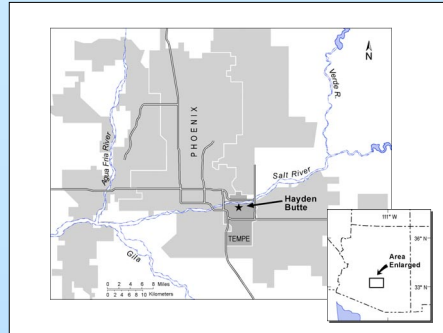 N
Verde R.
PHOENIX
Agua Fria River
Salt River
Hayden
Butte
TEMPE
Gila
0 2 4 6 8 Miles
0 2 4 6 8 10 Kilometers
111° W
36° N
Area
Enlarged
33° N